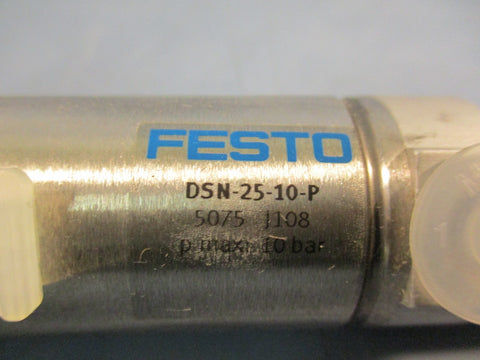 FESTO
DSN-25-10-P
5075 J108
p max. 10 bar